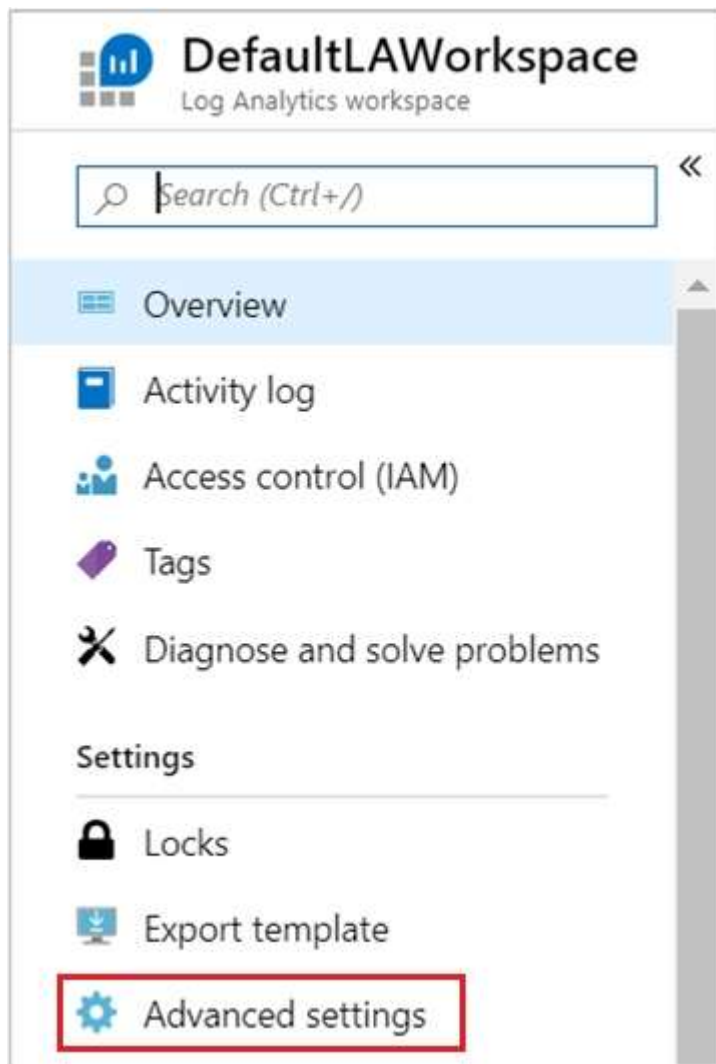 DefaultLAWorkspace
Log Analytics workspace
Search (Ctrl+/)
Overview
Activity log
Access control (IAM)
Tags
Diagnose and solve problems
Settings
Locks
Export template
Advanced settings